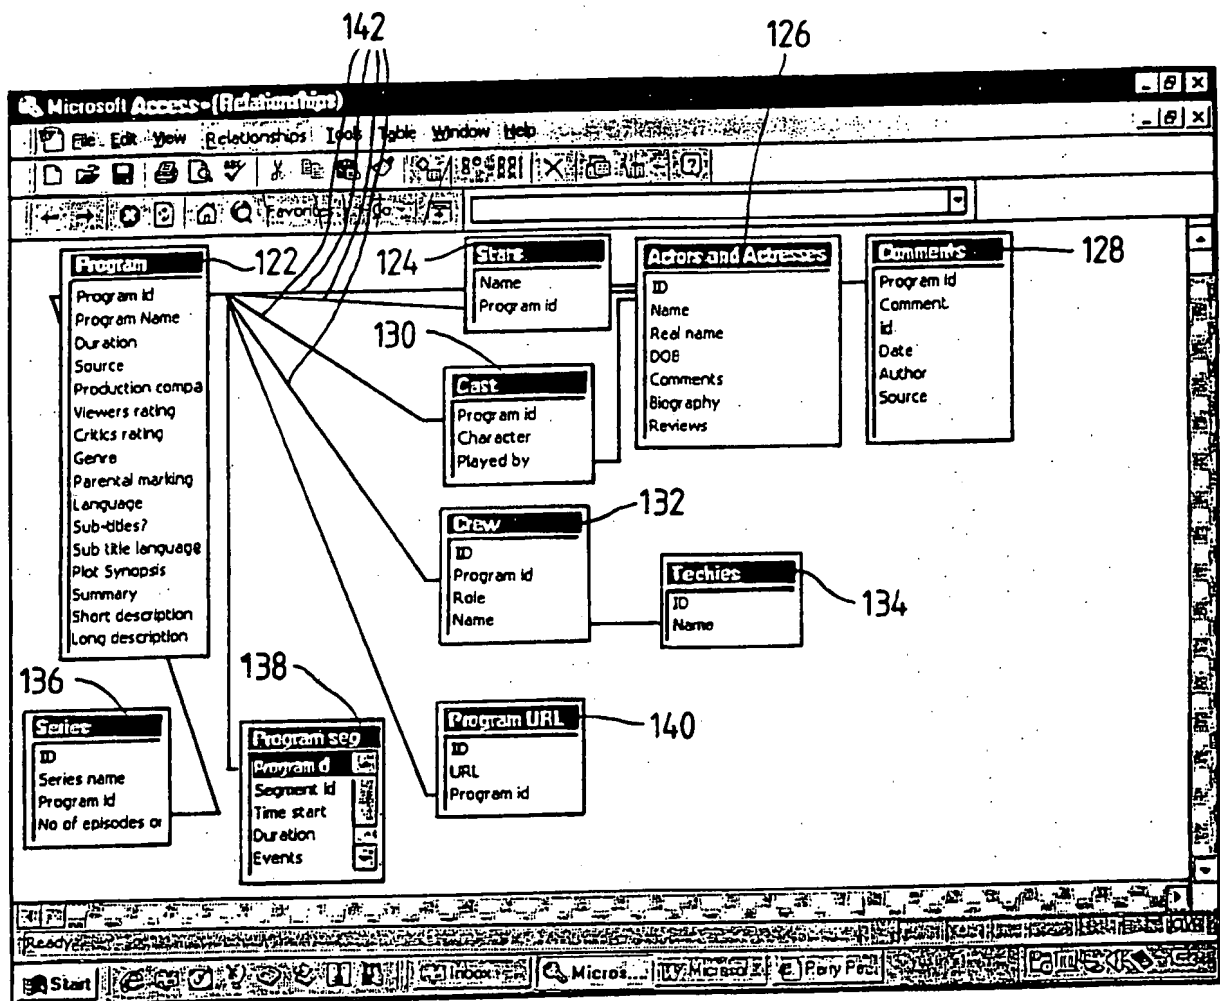 142
126
Microsoft Access - (Relationships)
File Edit View Relationships Tools Table Window Help
Program
122
Program id
Program Name
Duration
Source
Production compa
Viewers rating
Critics rating
Genre
Parental marking
Language
Sub-titles?
Sub title language
Plot Synopsis
Summary
Short description
Long description
124
Stars
Name
Program id
Actors and Actresses
ID
Name
Real name
DOB
Comments
Biography
Reviews
Comments
128
Program id
Comment
Id
Date
Author
Source
130
Cast
Program id
Character
Played by
Crew
132
ID
Program id
Role
Name
Techies
134
ID
Name
136
Series
ID
Series name
Program id
No of episodes or
138
Program seg
Program d
Segment id
Time start
Duration
Events
Program URL
140
ID
URL
Program id
Ready
Start
Inbox
Micros...